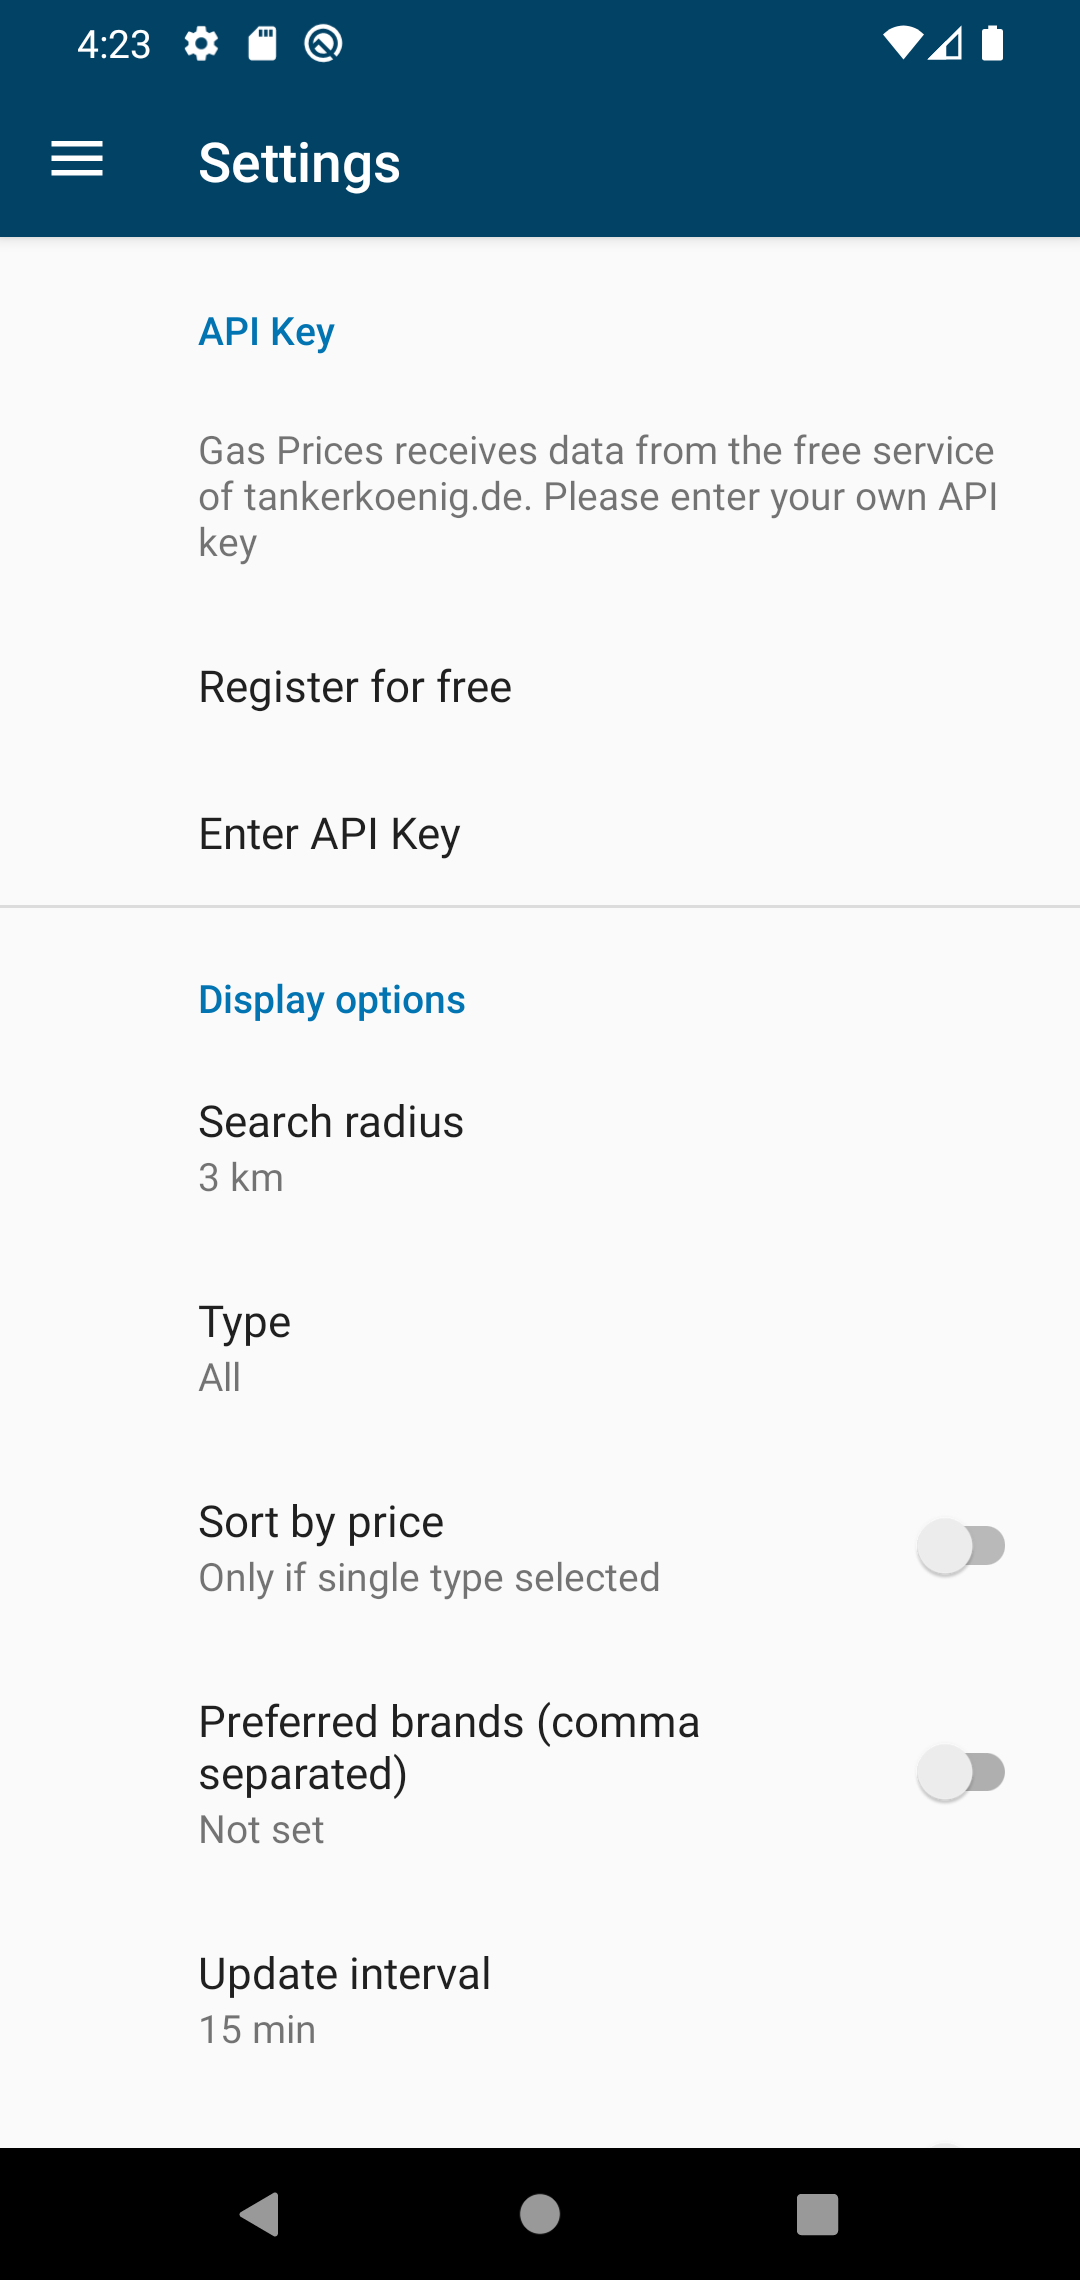 4:23
Settings
API Key
Gas Prices receives data from the free service
of tankerkoenig.de. Please enter your own API
key
Register for free
Enter API Key
Display options
Search radius
3 km
Type
All
Sort by price
Only if single type selected
Preferred brands (comma
separated)
Not set
Update interval
15 min